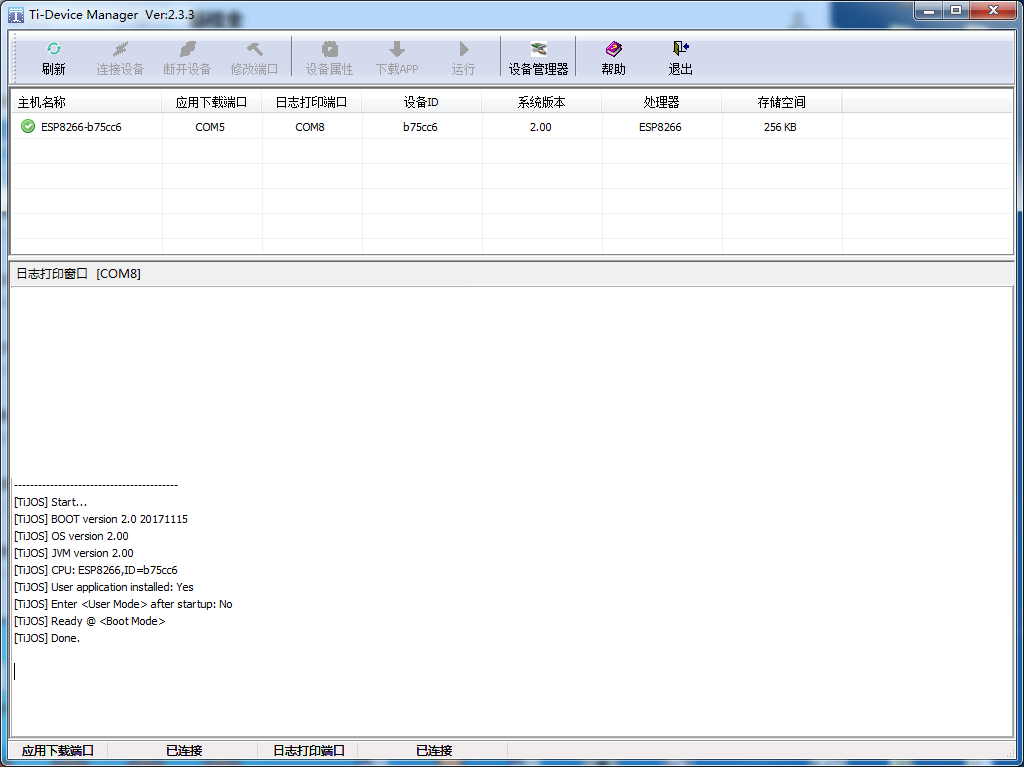 Ti-Device Manager Ver:2.3.3
刷新 连接设备 断开设备 修改端口 设备属性 下载APP 运行 设备管理器 帮助 退出
主机名称 应用下载端口 日志打印端口 设备ID 系统版本 处理器 存储空间
ESP8266-b75cc6 COM5 COM8 b75cc6 2.00 ESP8266 256 KB
日志打印窗口 [COM8]
-----------------------------------------
[TiJOS] Start...
[TiJOS] BOOT version 2.0 20171115
[TiJOS] OS version 2.00
[TiJOS] JVM version 2.00
[TiJOS] CPU: ESP8266,ID=b75cc6
[TiJOS] User application installed: Yes
[TiJOS] Enter <User Mode> after startup: No
[TiJOS] Ready @ <Boot Mode>
[TiJOS] Done.
应用下载端口 已连接 日志打印端口 已连接